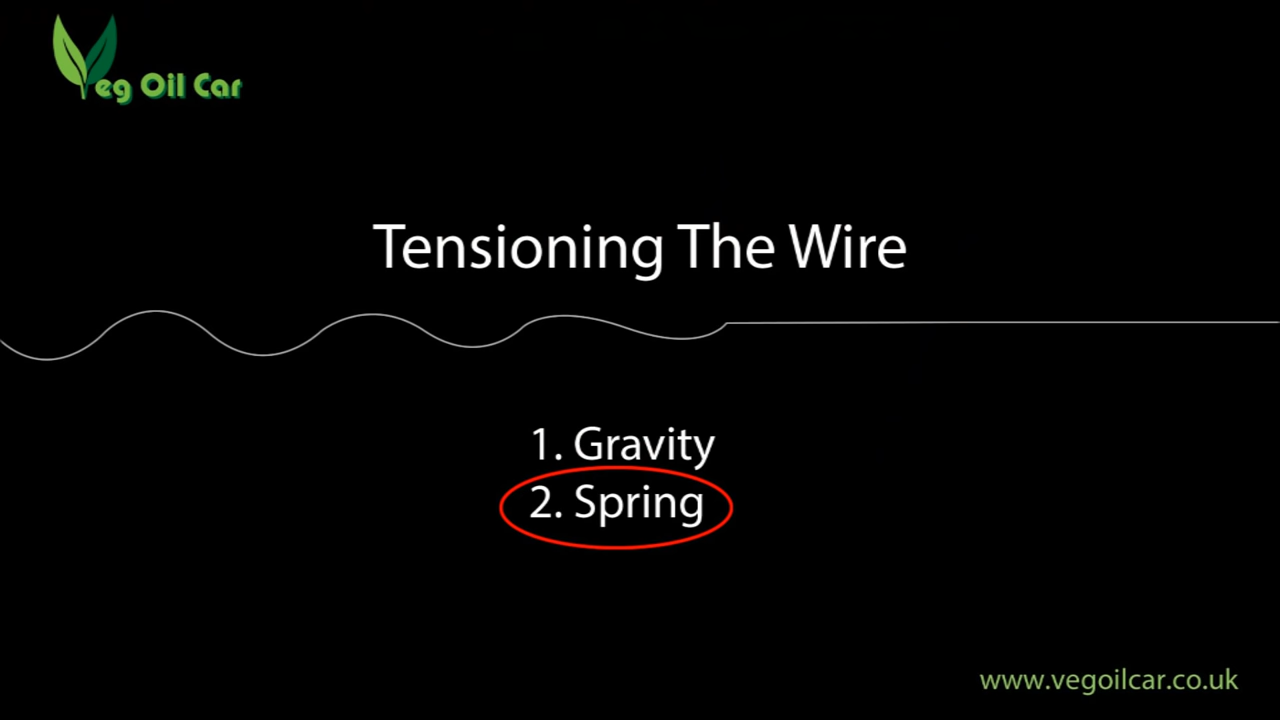 Veg Oil Car
Tensioning The Wire
1. Gravity
2. Spring
www.vegoilcar.co.uk